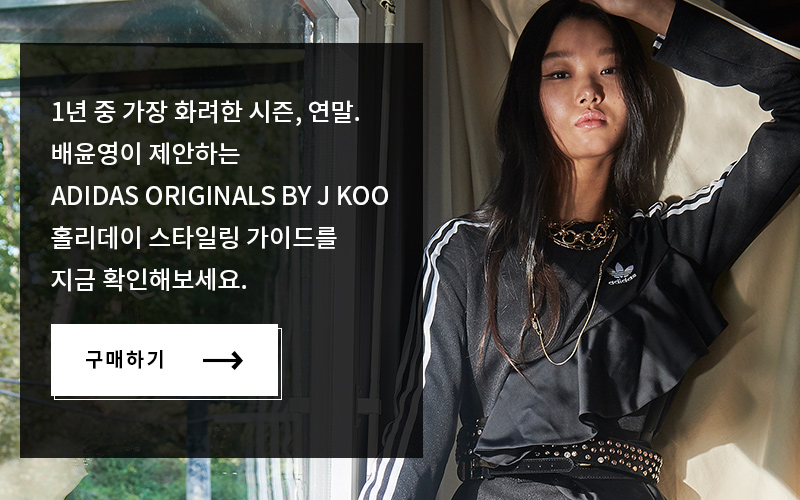 1년 중 가장 화려한 시즌, 연말.
배윤영이 제안하는
ADIDAS ORIGINALS BY J KOO
홀리데이 스타일링 가이드를
지금 확인해보세요.
구매하기
adidas